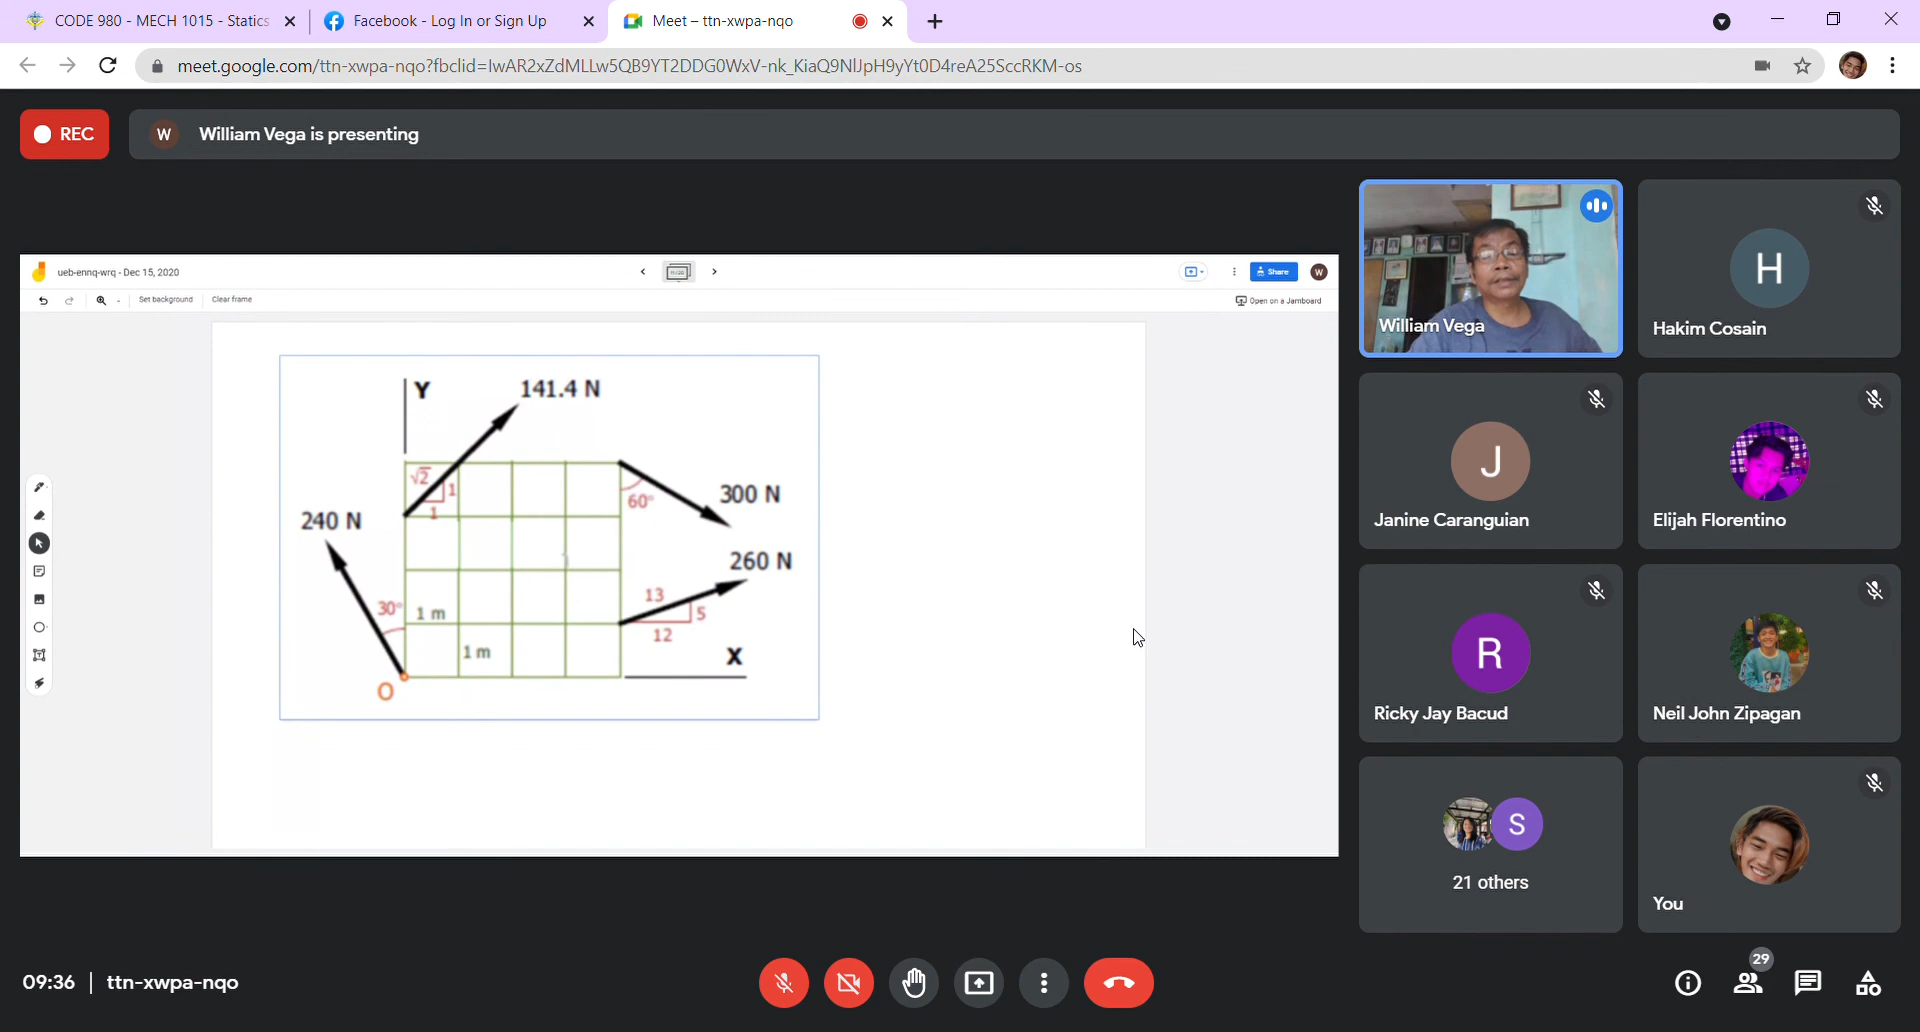 CODE 980 - MECH 1015 - Statics
Facebook - Log In or Sign Up
Meet – ttn-xwpa-nqo
meet.google.com/ttn-xwpa-nqo?fbclid=IwAR2xZdMLLw5QB9YT2DDG0WxV-nk_KiaQ9NIJpH9yYt0D4reA25SccRKM-os
REC
W
William Vega is presenting
ueb-ennq-wrq - Dec 15, 2020
Share
W
Set background
Clear frame
Open on a Jamboard
Y
141.4 N
√2
1
1
60°
300 N
240 N
260 N
30°
1 m
13
5
12
1 m
X
O
William Vega
H
Hakim Cosain
J
Janine Caranguian
Elijah Florentino
R
Ricky Jay Bacud
Neil John Zipagan
S
21 others
You
09:36 | ttn-xwpa-nqo
29